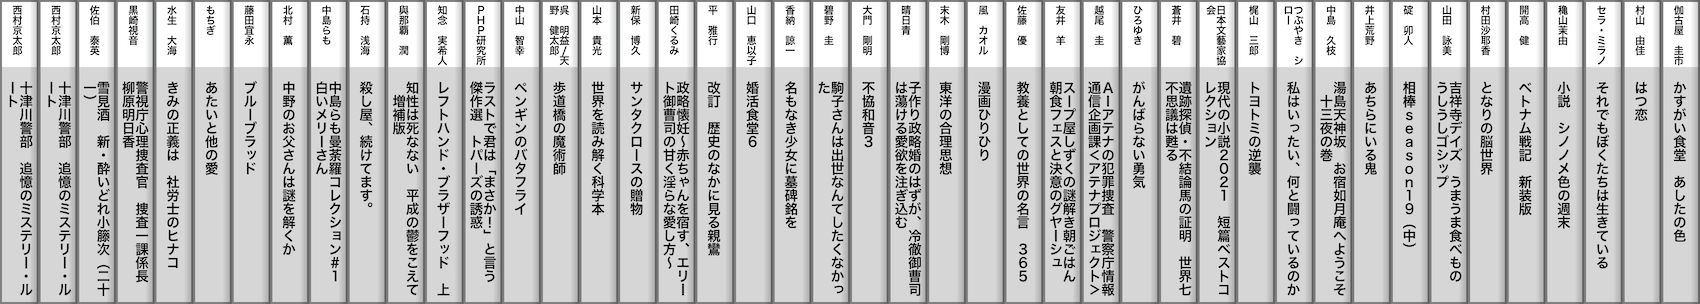 伽古屋　圭市
かすがい食堂　あしたの色
村山　由佳
はつ恋
セラ・ミラノ
それでもぼくたちは生きている
龝山茉由
小説　シノノメ色の週末
開高　健
ベトナム戦記　新装版
村田沙耶香
となりの脳世界
山田　詠美
吉祥寺デイズ　うまうま食べもの
うしうしゴシップ
碇　卯人
相棒ｓｅａｓｏｎ１９（中）
井上荒野
あちらにいる鬼
中島　久枝
湯島天神坂　お宿如月庵へようこそ
十三夜の巻
つぶやき　シ
ロー
私はいったい、何と闘っているのか
梶山　三郎
トヨトミの逆襲
日本文藝家協
会
現代の小説２０２１　短篇ベストコ
レクション
蒼井　碧
遺跡探偵・不結論馬の証明　世界七
不思議は甦る
ひろゆき
がんばらない勇気
越尾　圭
ＡＩアテナの犯罪捜査　警察庁情報
通信企画課＜アテナプロジェクト＞
友井　羊
スープ屋しずくの謎解き朝ごはん
朝食フェスと決意のグヤーシュ
佐藤　優
教養としての世界の名言　３６５
風　カオル
漫画ひりひり
末木　剛博
東洋の合理思想
晴日青
子作り政略婚のはずが、冷徹御曹司
は蕩ける愛欲を注ぎ込む
大門　剛明
不協和音３
碧野　圭
駒子さんは出世なんてしたくなかっ
た
香納　諒一
名もなき少女に墓碑銘を
山口　恵以子
婚活食堂６
平　雅行
改訂　歴史のなかに見る親鸞
田崎くるみ
政略懐妊～赤ちゃんを宿す、エリー
ト御曹司の甘く淫らな愛し方～
新保　博久
サンタクロースの贈物
山本　貴光
世界を読み解く科学本
呉　明益／天
野　健太郎
歩道橋の魔術師
中山　智幸
ペンギンのバタフライ
ＰＨＰ研究所
ラストで君は「まさか！」と言う
傑作選　トパーズの誘惑
知念　実希人
レフトハンド・ブラザーフッド　上
與那覇　潤
知性は死なない　平成の鬱をこえて
増補版
石持　浅海
殺し屋、続けてます。
中島らも
中島らも曼荼羅コレクション＃１
白いメリーさん
北村　薫
中野のお父さんは謎を解くか
藤田宜永
ブルーブラッド
もちぎ
あたいと他の愛
水生　大海
きみの正義は　社労士のヒナコ
黒崎視音
警視庁心理捜査官　捜査一課係長
柳原明日香
佐伯　泰英
雪見酒　新・酔いどれ小籐次（二十
一）
西村京太郎
十津川警部　追憶のミステリー・ル
ート
西村京太郎
十津川警部　追憶のミステリー・ル
ート